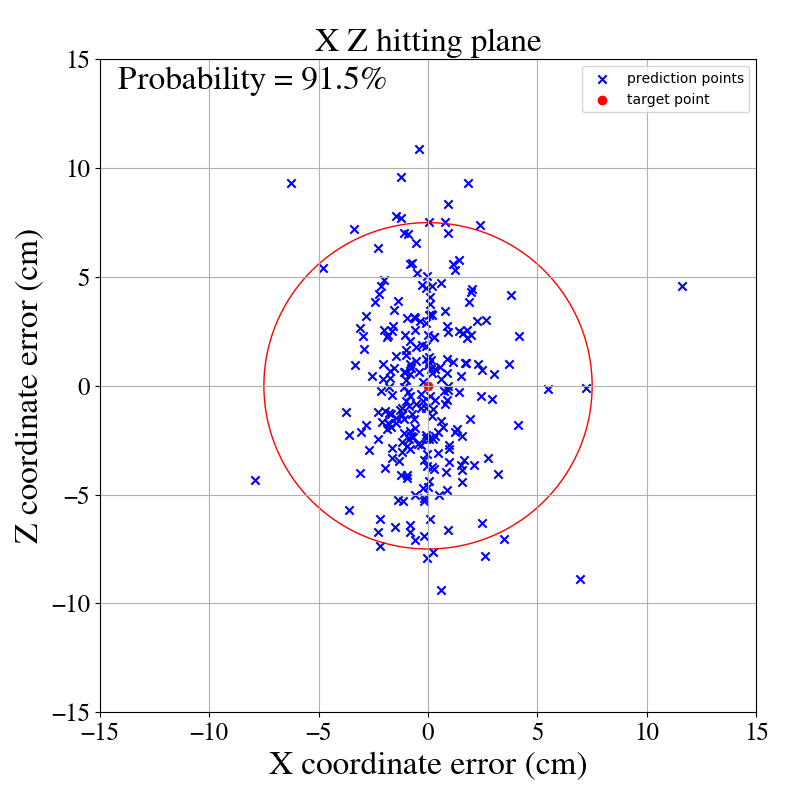 X Z hitting plane
Probability = 91.5%
prediction points
target point
15
10
5
0
−5
−10
−15
Z coordinate error (cm)
−15 −10 −5 0 5 10 15
X coordinate error (cm)